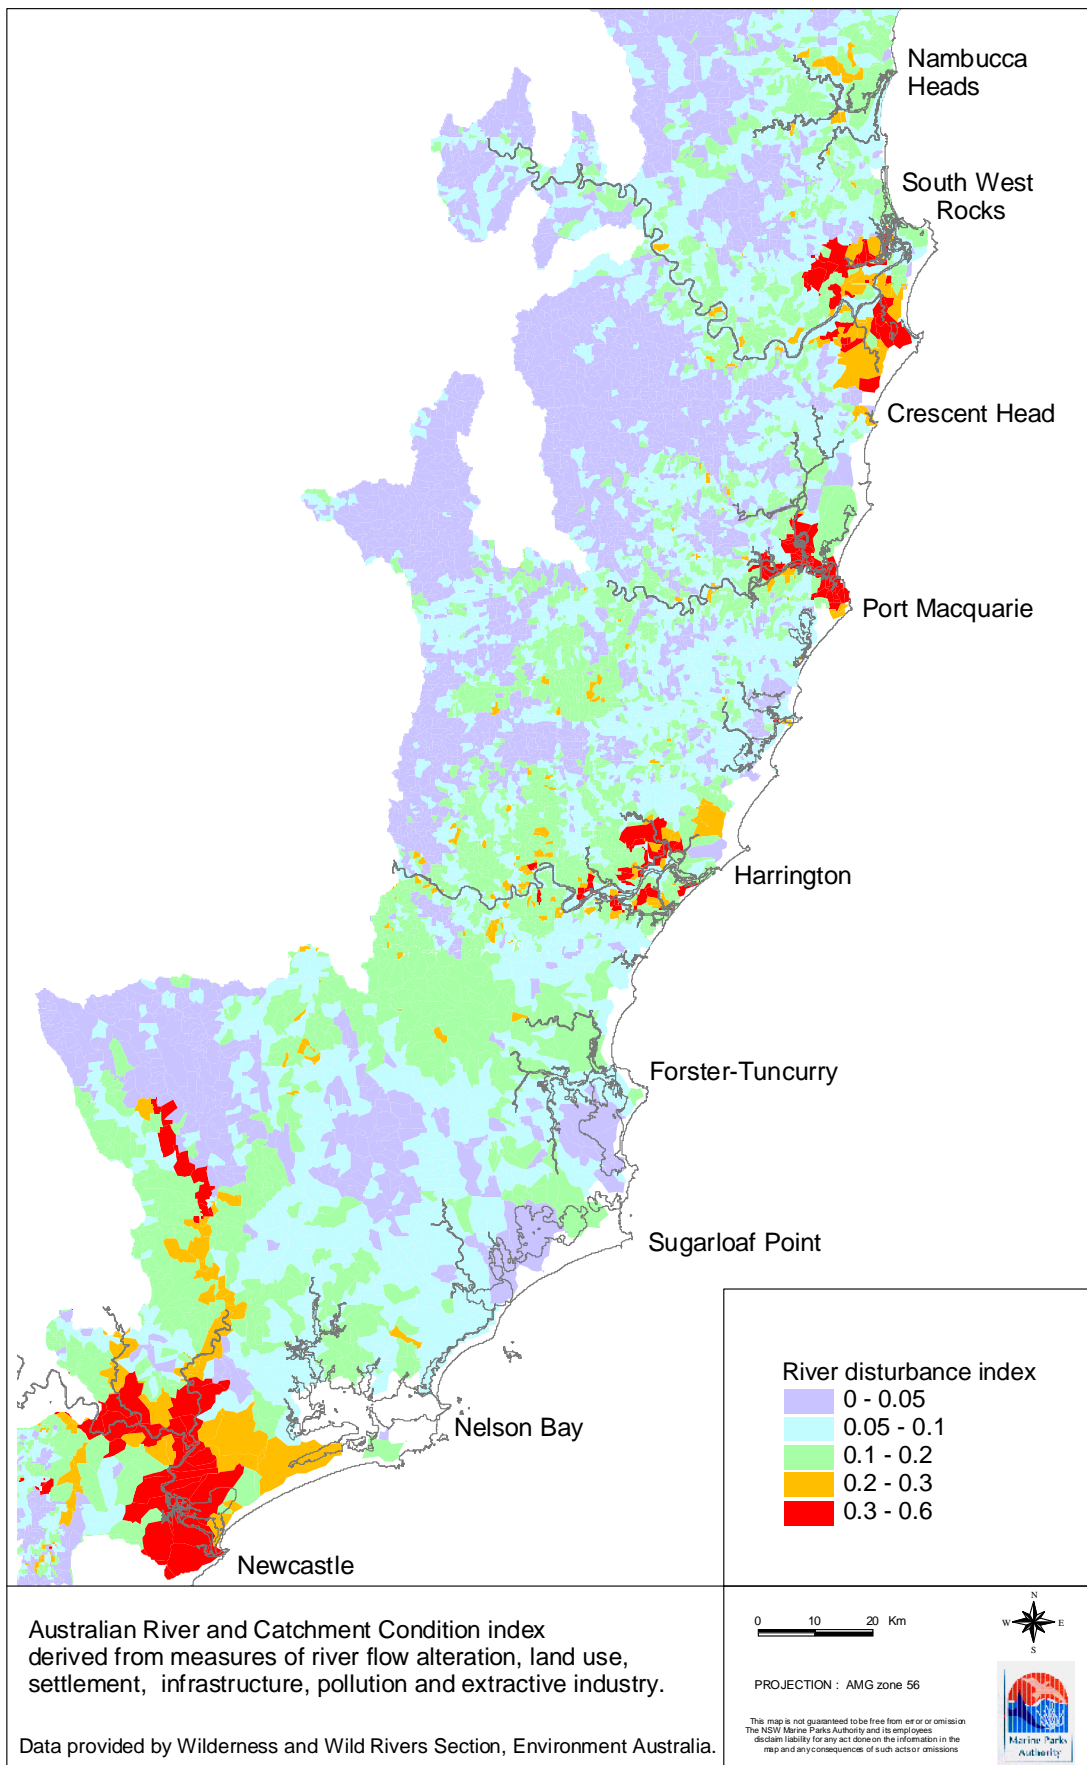 Nambucca
Heads
South West
Rocks
Crescent Head
Port Macquarie
Harrington
Forster-Tuncurry
Sugarloaf Point
Nelson Bay
Newcastle
River disturbance index
0 - 0.05
0.05 - 0.1
0.1 - 0.2
0.2 - 0.3
0.3 - 0.6
Australian River and Catchment Condition index
derived from measures of river flow alteration, land use,
settlement, infrastructure, pollution and extractive industry.
Data provided by Wilderness and Wild Rivers Section, Environment Australia.
0 10 20 Km
N
W E
S
PROJECTION : AMG zone 56
This map is not guaranteed to be free from error or omission
The NSW Marine Parks Authority and its employees
disclaim liability for any act done on the information in the
map and any consequences of such acts or omissions
NSW
Marine Parks
Authority